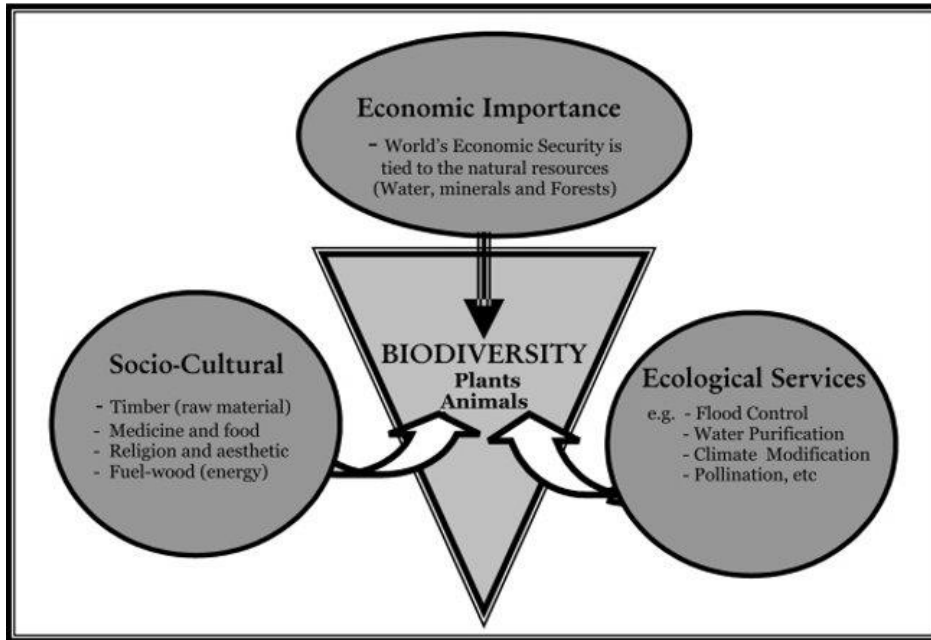 Economic Importance
- World's Economic Security is
tied to the natural resources
(Water, minerals and Forests)
BIODIVERSITY
Plants
Animals
Socio-Cultural
- Timber (raw material)
- Medicine and food
- Religion and aesthetic
- Fuel-wood (energy)
Ecological Services
e.g. - Flood Control
- Water Purification
- Climate Modification
- Pollination, etc